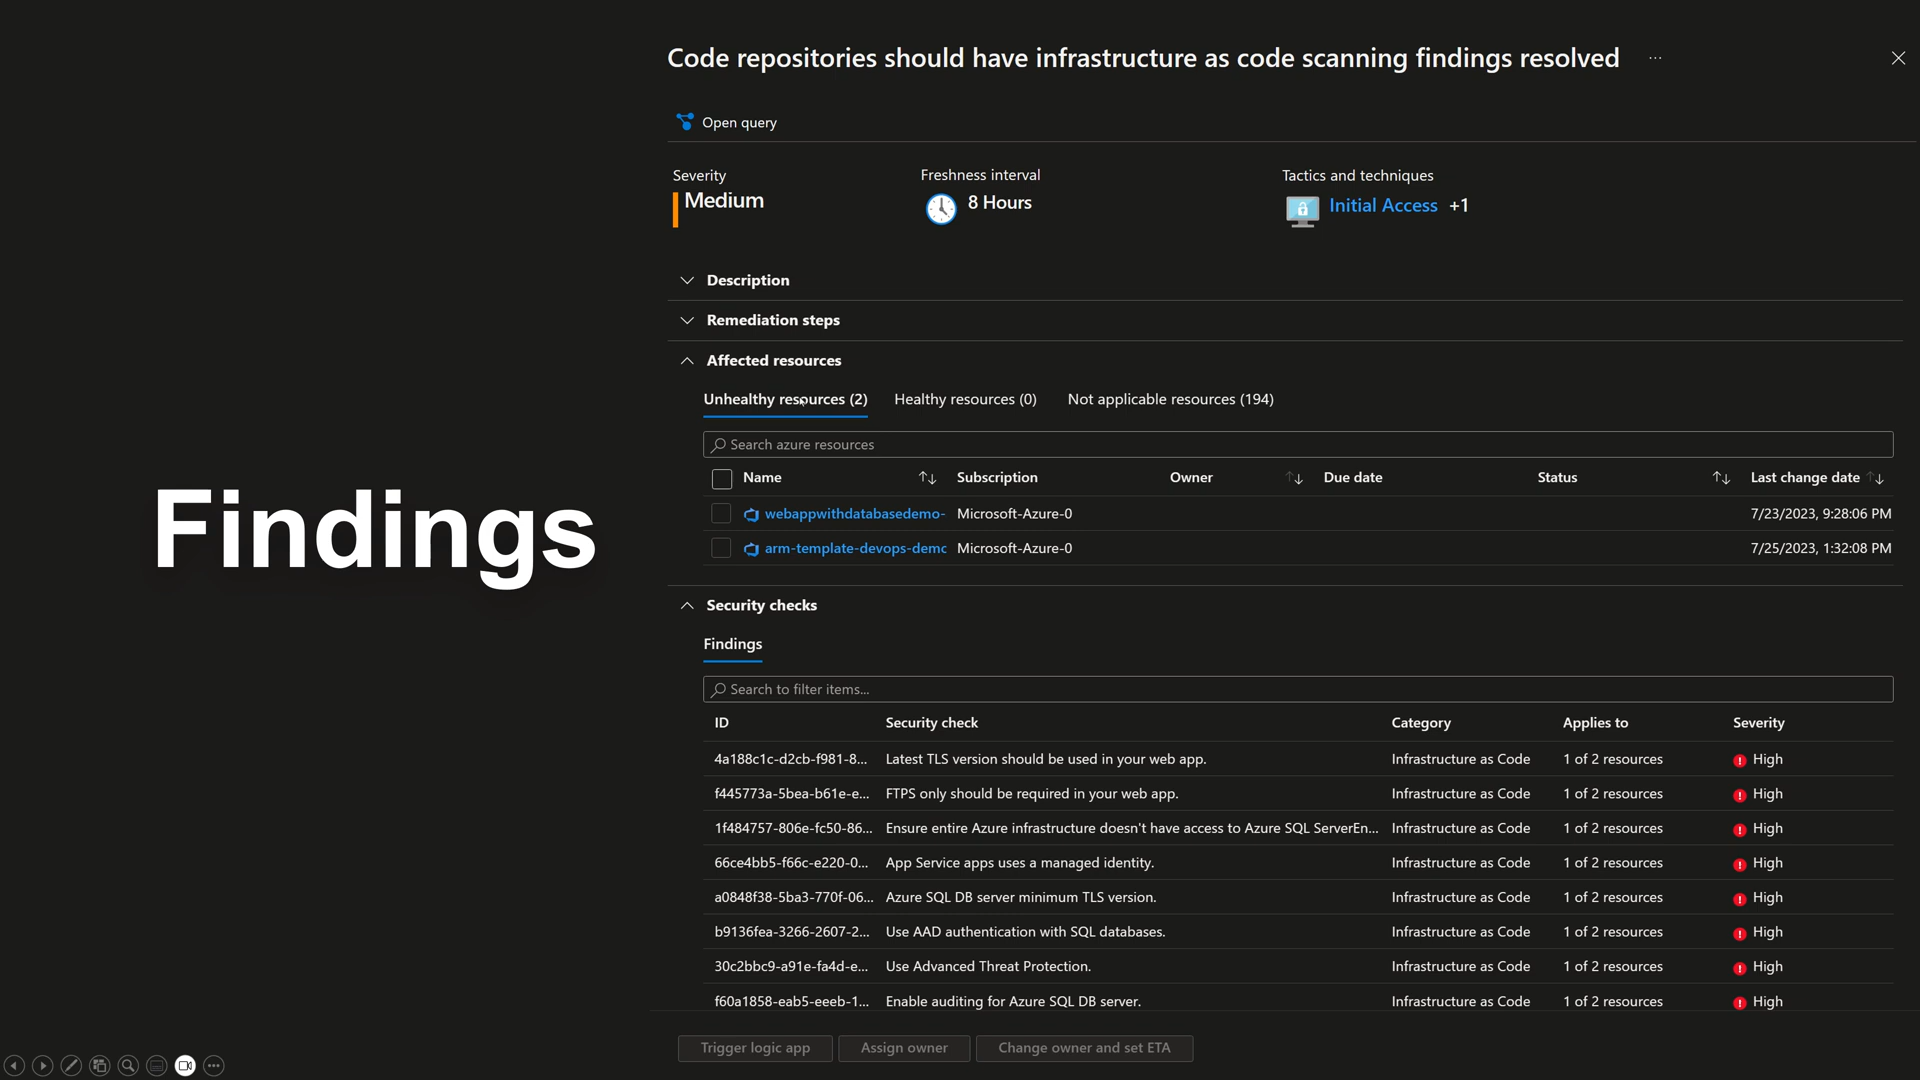 Code repositories should have infrastructure as code scanning findings resolved ...
Open query
Severity
Medium
Freshness interval
8 Hours
Tactics and techniques
Initial Access +1
Description
Remediation steps
Affected resources
Unhealthy resources (2) Healthy resources (0) Not applicable resources (194)
Search azure resources
Name Subscription Owner Due date Status Last change date
webappwithdatabasedemo- Microsoft-Azure-0 7/23/2023, 9:28:06 PM
arm-template-devops-demo Microsoft-Azure-0 7/25/2023, 1:32:08 PM
Findings
Security checks
Findings
Search to filter items...
ID Security check Category Applies to Severity
4a188c1c-d2cb-f981-8... Latest TLS version should be used in your web app. Infrastructure as Code 1 of 2 resources High
f445773a-5bea-b61e-e... FTPS only should be required in your web app. Infrastructure as Code 1 of 2 resources High
1f484757-806e-fc50-86... Ensure entire Azure infrastructure doesn't have access to Azure SQL ServerEn... Infrastructure as Code 1 of 2 resources High
66ce4bb5-f66c-e220-0... App Service apps uses a managed identity. Infrastructure as Code 1 of 2 resources High
a0848f38-5ba3-770f-06... Azure SQL DB server minimum TLS version. Infrastructure as Code 1 of 2 resources High
b9136fea-3266-2607-2... Use AAD authentication with SQL databases. Infrastructure as Code 1 of 2 resources High
30c2bbc9-a91e-fa4d-e... Use Advanced Threat Protection. Infrastructure as Code 1 of 2 resources High
f60a1858-eab5-eeeb-1... Enable auditing for Azure SQL DB server. Infrastructure as Code 1 of 2 resources High
Trigger logic app Assign owner Change owner and set ETA